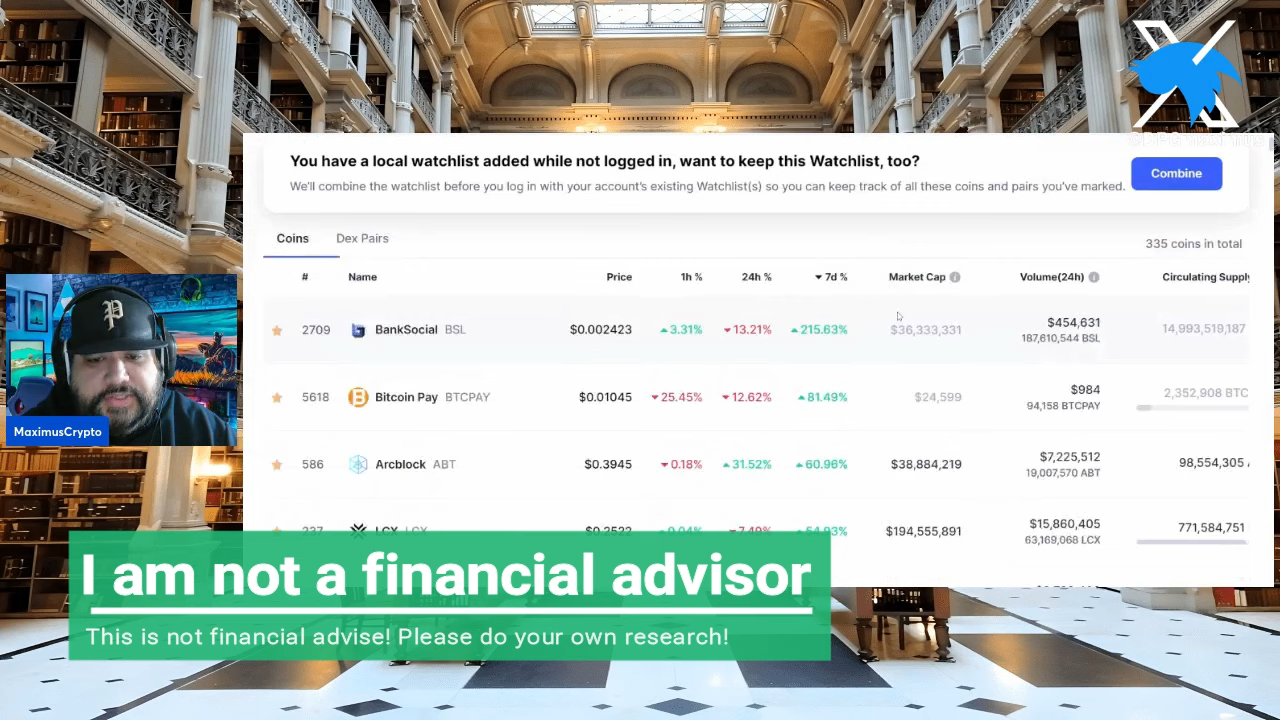 You have a local watchlist added while not logged in, want to keep this Watchlist, too?
We'll combine the watchlist before you log in with your account's existing Watchlist(s) so you can keep track of all these coins and pairs you've marked.
Combine
Coins Dex Pairs
335 coins in total
# Name Price 1h % 24h % 7d % Market Cap Volume(24h) Circulating Supply
2709 BankSocial BSL $0.002423 3.31% 13.21% 215.63% $36,333,331 $454,631 14,993,519,187
187,610,544 BSL
5618 Bitcoin Pay BTCPAY $0.01045 25.45% 12.62% 81.49% $24,599 $984 2,352,908 BTC
94,158 BTCPAY
586 Arcblock ABT $0.3945 0.18% 31.52% 60.96% $38,884,219 $7,225,512 98,554,305
19,007,570 ABT
LCX LCX $194,555,891 $15,860,405 771,584,751
63,169,068 LCX
P
MaximusCrypto
I am not a financial advisor
This is not financial advise! Please do your own research!